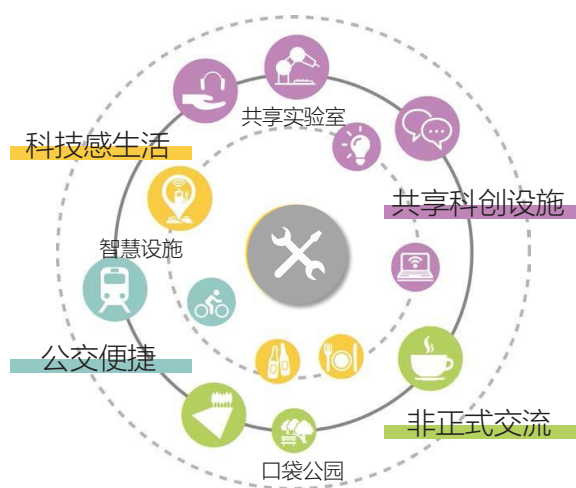 共享实验室
科技感生活
共享科创设施
智慧设施
公交便捷
非正式交流
口袋公园